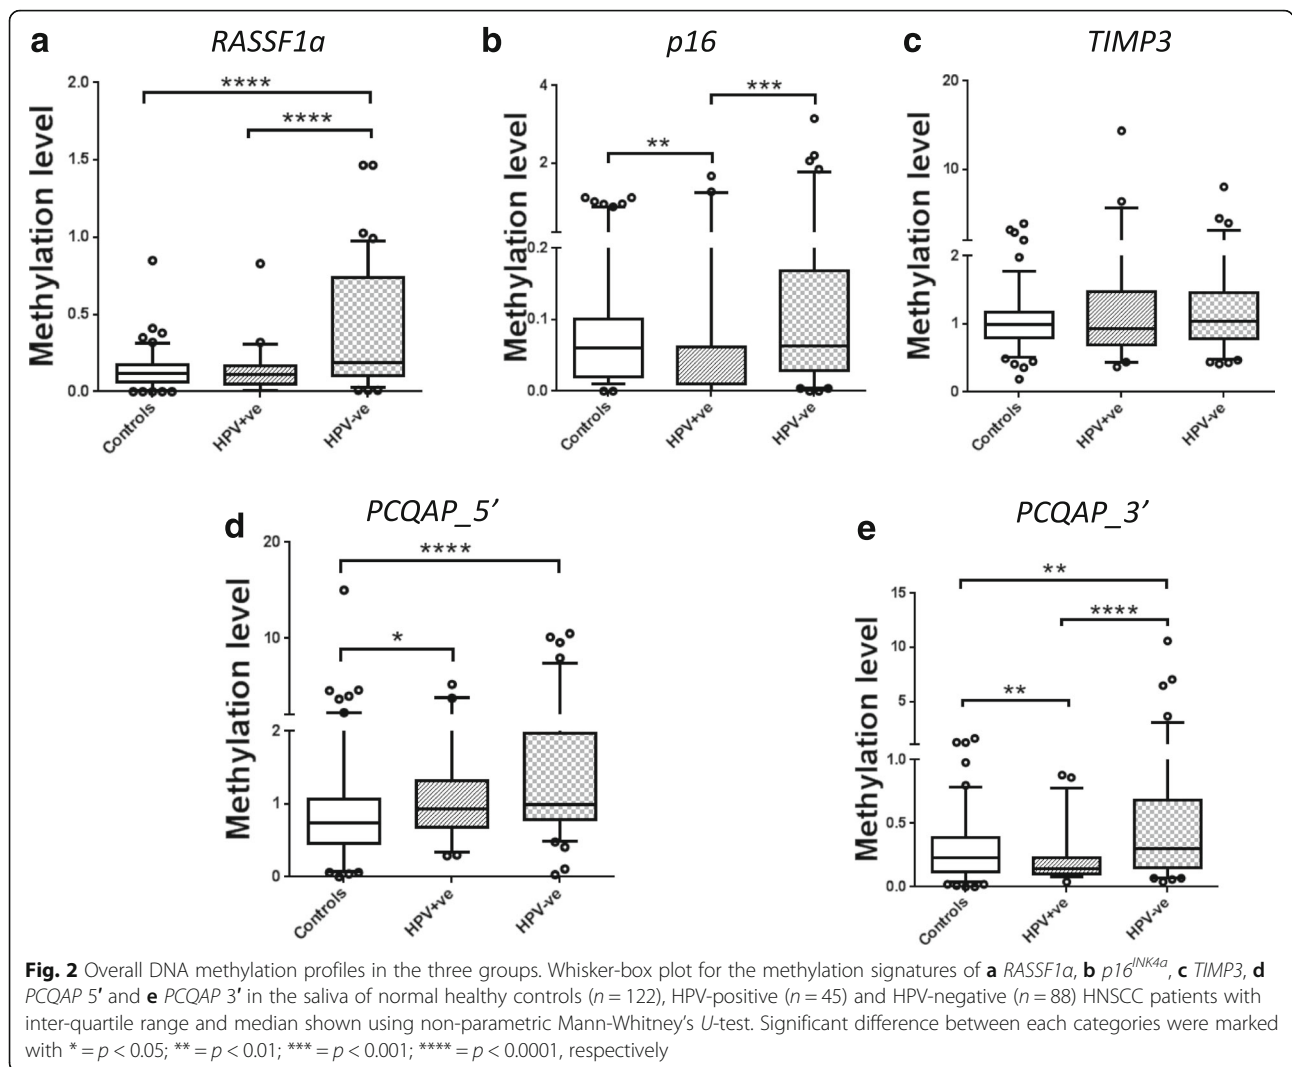 a RASSF1a
Methylation level
2.0
1.5
1.0
0.5
0.0
****
****
Controls
HPV+ve
HPV-ve
b p16
Methylation level
4
2
0.2
0.1
0.0
**
***
Controls
HPV+ve
HPV-ve
c TIMP3
Methylation level
20
10
2
1
0
Controls
HPV+ve
HPV-ve
d PCQAP_5′
Methylation level
20
10
2
1
0
****
*
Controls
HPV+ve
HPV-ve
e PCQAP_3′
Methylation level
15
10
5
1.0
0.5
0.0
**
****
**
Controls
HPV+ve
HPV-ve
Fig. 2 Overall DNA methylation profiles in the three groups. Whisker-box plot for the methylation signatures of a RASSF1a, b p16INK4a, c TIMP3, d
PCQAP 5′ and e PCQAP 3′ in the saliva of normal healthy controls (n = 122), HPV-positive (n = 45) and HPV-negative (n = 88) HNSCC patients with
inter-quartile range and median shown using non-parametric Mann-Whitney's U-test. Significant difference between each categories were marked
with * = p < 0.05; ** = p < 0.01; *** = p < 0.001; **** = p < 0.0001, respectively